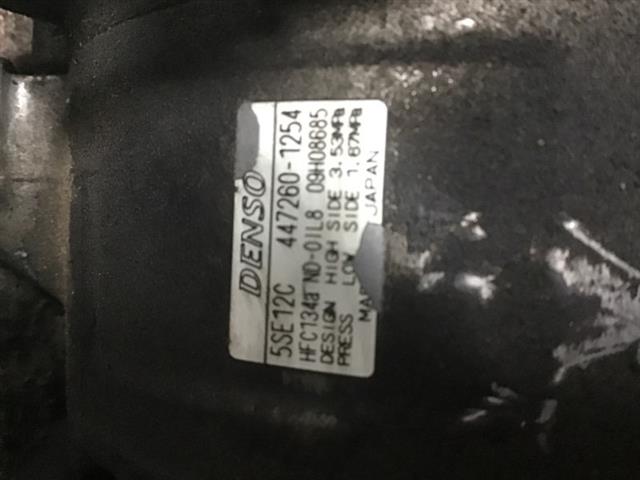 DENSO
5SE12C 447260-1254
HFC134a ND-OIL8 09H08685
DESIGN HIGH SIDE 3.53MPa
PRESS LOW SIDE 1.67MPa
JAPAN